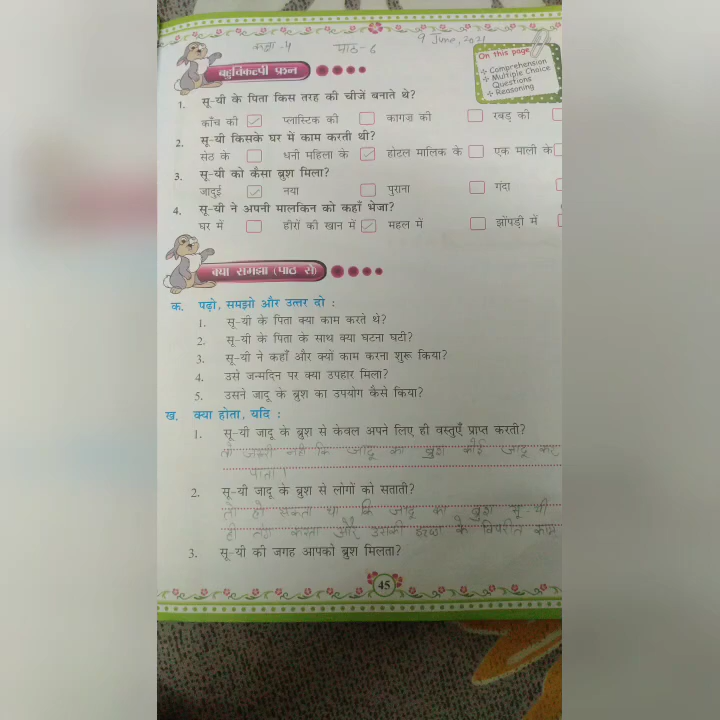 कक्षा -4 पाठ- 6 9 June, 2021
बहुविकल्पी प्रश्न
On this page
Comprehension
Multiple Choice
Questions
Reasoning
1. सू-यी के पिता किस तरह की चीजें बनाते थे?
काँच की प्लास्टिक की कागज़ की रबड़ की
2. सू-यी किसके घर में काम करती थी?
सेठ के धनी महिला के होटल मालिक के एक माली के
3. सू-यी को कैसा ब्रुश मिला?
जादुई नया पुराना गंदा
4. सू-यी ने अपनी मालकिन को कहाँ भेजा?
घर में हीरों की खान में महल में झोंपड़ी में
क्या समझा (पाठ से)
क. पढ़ो, समझो और उत्तर दो :
1. सू-यी के पिता क्या काम करते थे?
2. सू-यी के पिता के साथ क्या घटना घटी?
3. सू-यी ने कहाँ और क्यों काम करना शुरू किया?
4. उसे जन्मदिन पर क्या उपहार मिला?
5. उसने जादू के ब्रुश का उपयोग कैसे किया?
ख. क्या होता, यदि :
1. सू-यी जादू के ब्रुश से केवल अपने लिए ही वस्तुएँ प्राप्त करती?
तो जरूरी नही कि जादू का ब्रुश कोई जादू कर
पाता।
2. सू-यी जादू के ब्रुश से लोगों को सताती?
तो हो सकता था कि जादू का ब्रुश सू-यी
ही तंग करता और उसकी इच्छा के विपरीत काम
3. सू-यी की जगह आपको ब्रुश मिलता?
45